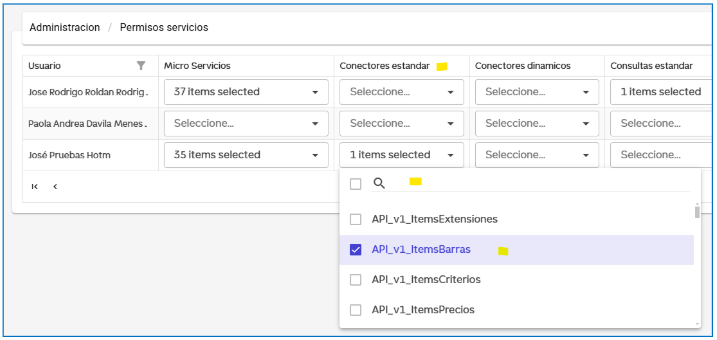 Administracion / Permisos servicios
Usuario Micro Servicios Conectores estandar Conectores dinamicos Consultas estandar
Jose Rodrigo Roldan Rodrig. 37 items selected Seleccione... Seleccione... 1 items selected
Paola Andrea Davila Menes. Seleccione... Seleccione... Seleccione... Seleccione...
José Pruebas Hotm 35 items selected 1 items selected Seleccione... Seleccione...
API_v1_ItemsExtensiones
API_v1_ItemsBarras
API_v1_ItemsCriterios
API_v1_ItemsPrecios